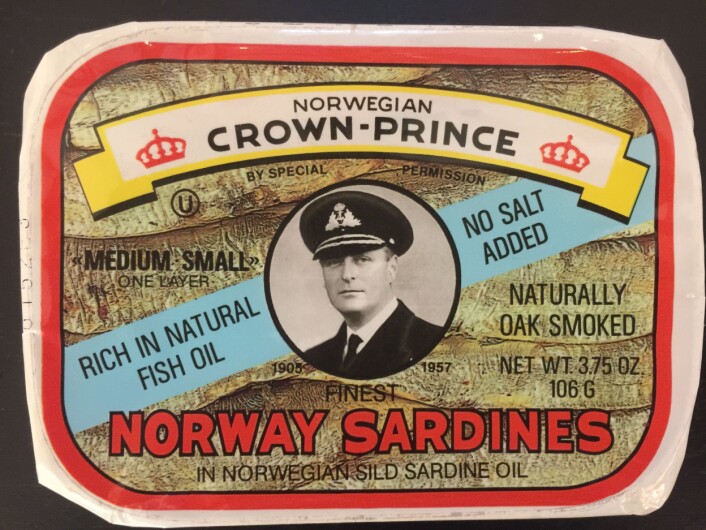 NORWEGIAN
CROWN-PRINCE
BY SPECIAL PERMISSION
U
«MEDIUM SMALL»
ONE LAYER
NO SALT
ADDED
RICH IN NATURAL
FISH OIL
NATURALLY
OAK SMOKED
NET WT. 3.75 OZ.
106 G
1905 1957
FINEST
NORWAY SARDINES
IN NORWEGIAN SILD SARDINE OIL